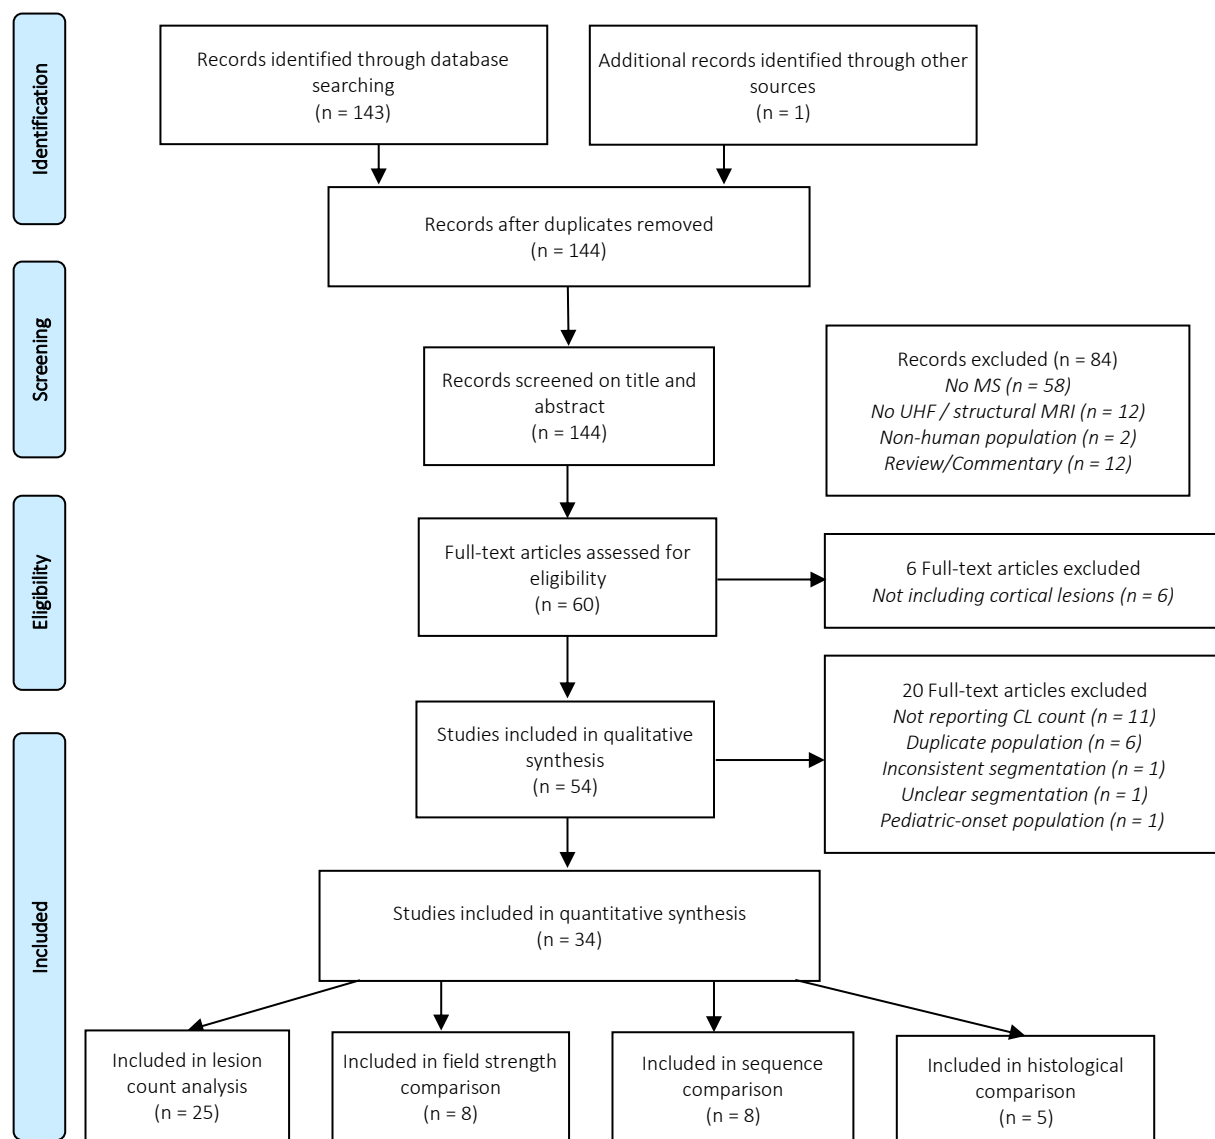 Identification
Records identified through database
searching
(n = 143)
Additional records identified through other
sources
(n = 1)
Records after duplicates removed
(n = 144)
Screening
Records screened on title and
abstract
(n = 144)
Records excluded (n = 84)
No MS (n = 58)
No UHF / structural MRI (n = 12)
Non-human population (n = 2)
Review/Commentary (n = 12)
Eligibility
Full-text articles assessed for
eligibility
(n = 60)
6 Full-text articles excluded
Not including cortical lesions (n = 6)
Studies included in qualitative
synthesis
(n = 54)
20 Full-text articles excluded
Not reporting CL count (n = 11)
Duplicate population (n = 6)
Inconsistent segmentation (n = 1)
Unclear segmentation (n = 1)
Pediatric-onset population (n = 1)
Included
Studies included in quantitative synthesis
(n = 34)
Included in lesion
count analysis
(n = 25)
Included in field strength
comparison
(n = 8)
Included in sequence
comparison
(n = 8)
Included in histological
comparison
(n = 5)